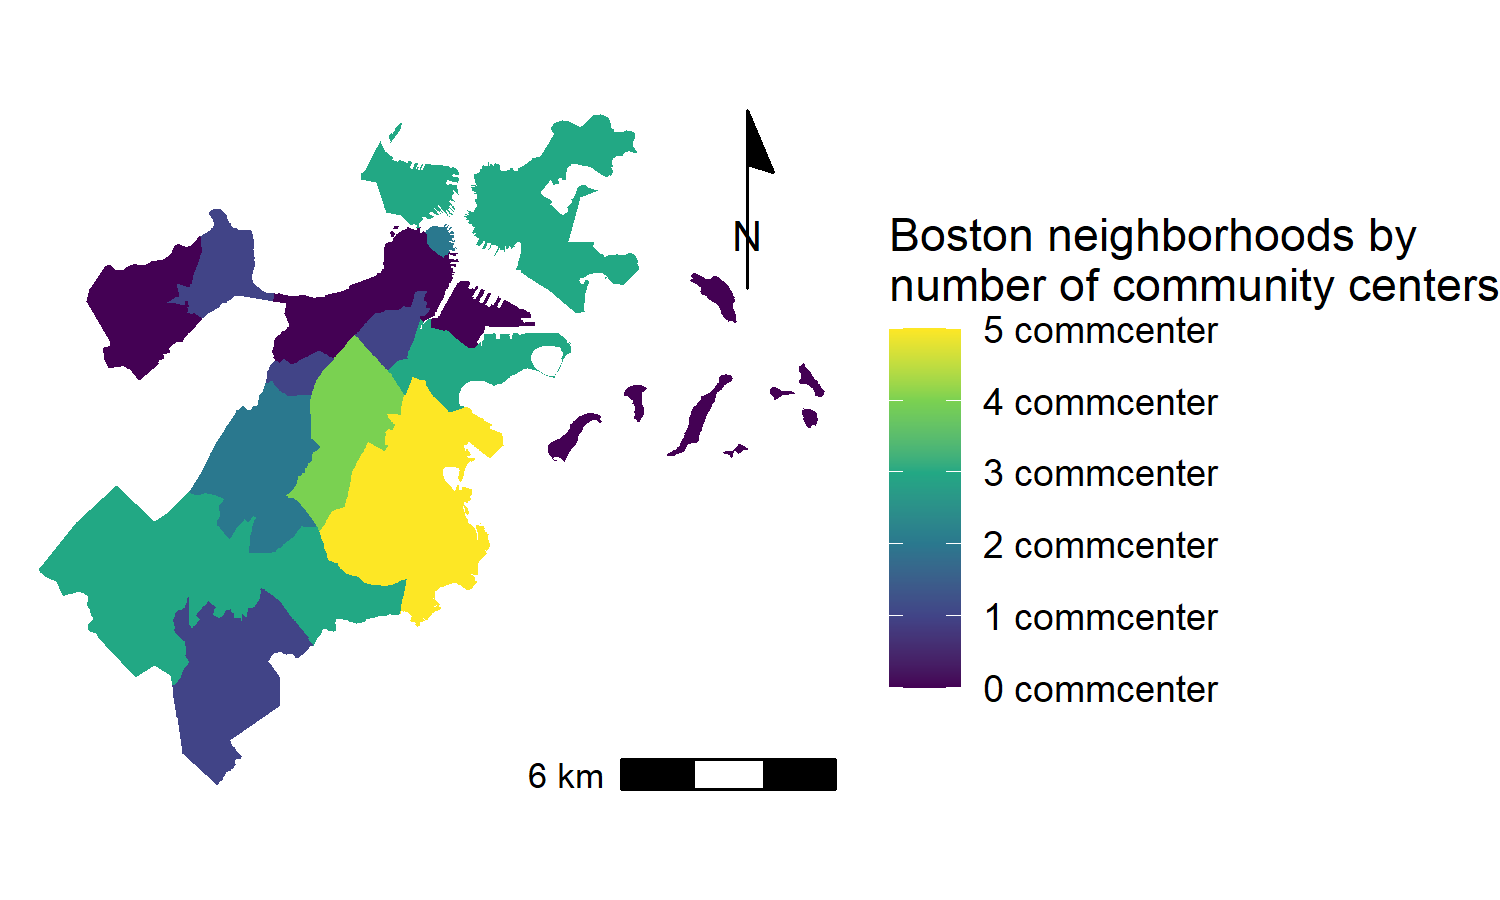 N
Boston neighborhoods by
number of community centers
5 commcenter
4 commcenter
3 commcenter
2 commcenter
1 commcenter
0 commcenter
6 km